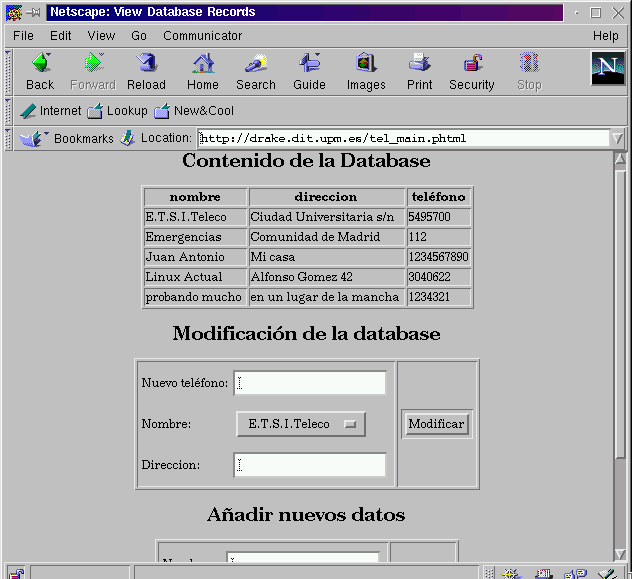 Netscape: View Database Records
File Edit View Go Communicator Help
Back Forward Reload Home Search Guide Images Print Security Stop
N
Internet Lookup New&Cool
Bookmarks Location: http://drake.dit.upm.es/tel_main.phtml
Contenido de la Database
nombre direccion teléfono
E.T.S.I.Teleco Ciudad Universitaria s/n 5495700
Emergencias Comunidad de Madrid 112
Juan Antonio Mi casa 1234567890
Linux Actual Alfonso Gomez 42 3040622
probando mucho en un lugar de la mancha 1234321
Modificación de la database
Nuevo teléfono:
Nombre: E.T.S.I.Teleco Modificar
Direccion:
Añadir nuevos datos